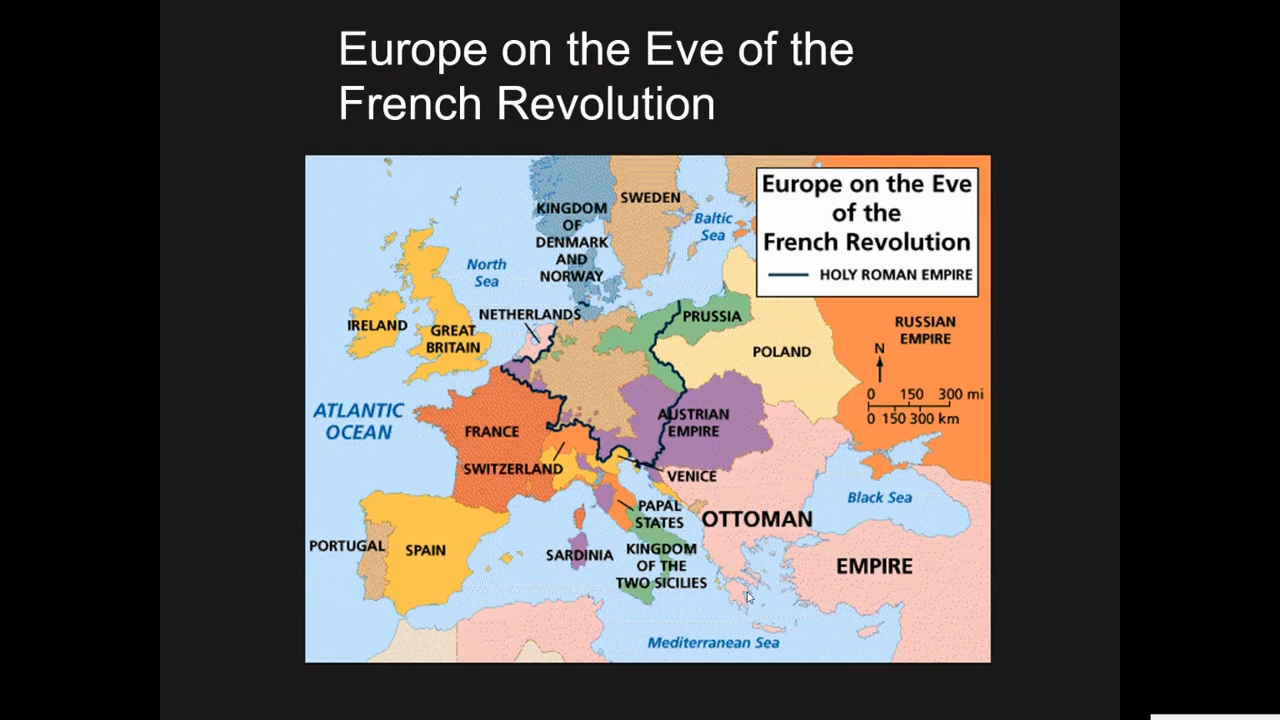 Europe on the Eve of the
French Revolution
Europe on the Eve
of the
French Revolution
HOLY ROMAN EMPIRE
KINGDOM
OF
DENMARK
AND
NORWAY
SWEDEN
Baltic
Sea
North
Sea
NETHERLANDS
PRUSSIA
RUSSIAN
EMPIRE
IRELAND
GREAT
BRITAIN
POLAND
N
0 150 300 mi
0 150 300 km
ATLANTIC
OCEAN
FRANCE
AUSTRIAN
EMPIRE
SWITZERLAND
VENICE
Black Sea
PAPAL
STATES
OTTOMAN
EMPIRE
PORTUGAL
SPAIN
SARDINIA
KINGDOM
OF THE
TWO SICILIES
Mediterranean Sea